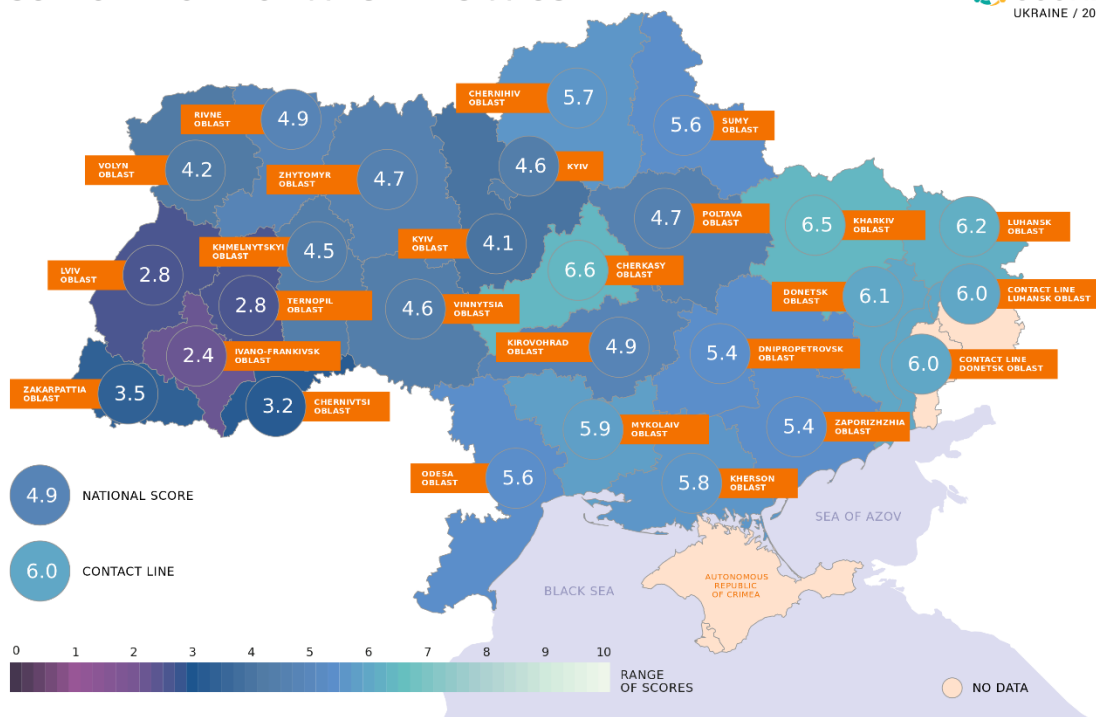 UKRAINE / 20
CHERNIHIV
OBLAST
5.7
RIVNE
OBLAST
4.9
5.6
SUMY
OBLAST
VOLYN
OBLAST
4.2
ZHYTOMYR
OBLAST
4.7
4.6
KYIV
4.7
POLTAVA
OBLAST
6.5
KHARKIV
OBLAST
6.2
LUHANSK
OBLAST
KHMELNYTSKYI
OBLAST
4.5
KYIV
OBLAST
4.1
LVIV
OBLAST
2.8
6.6
CHERKASY
OBLAST
2.8
TERNOPIL
OBLAST
4.6
VINNYTSIA
OBLAST
DONETSK
OBLAST
6.1
6.0
CONTACT LINE
LUHANSK OBLAST
2.4
IVANO-FRANKIVSK
OBLAST
KIROVOHRAD
OBLAST
4.9
5.4
DNIPROPETROVSK
OBLAST
6.0
CONTACT LINE
DONETSK OBLAST
ZAKARPATTIA
OBLAST
3.5
3.2
CHERNIVTSI
OBLAST
5.9
MYKOLAIV
OBLAST
5.4
ZAPORIZHZHIA
OBLAST
ODESA
OBLAST
5.6
5.8
KHERSON
OBLAST
4.9 NATIONAL SCORE
SEA OF AZOV
6.0 CONTACT LINE
BLACK SEA
AUTONOMOUS
REPUBLIC
OF CRIMEA
0 1 2 3 4 5 6 7 8 9 10
RANGE
OF SCORES
NO DATA